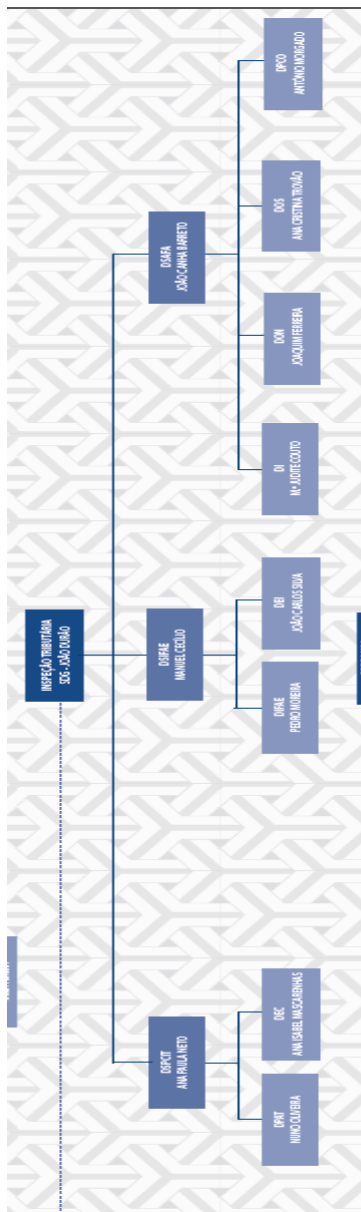 INSPEÇÃO TRIBUTÁRIA
SDG - JOÃO DURÃO
DSPCIT
ANA PAULA NETO
DSIFAE
MANUEL CECÍLIO
DSAFA
JOÃO CANHA BARRETO
DPAT
NUNO OLIVEIRA
DEC
ANA ISABEL MASCARENHAS
DIFAE
PEDRO MOREIRA
DEI
JOÃO CARLOS SILVA
DI
Mª JUDITE COUTO
DON
JOAQUIM FERREIRA
DOS
ANA CRISTINA TROVÃO
DPCO
ANTÓNIO MORGADO